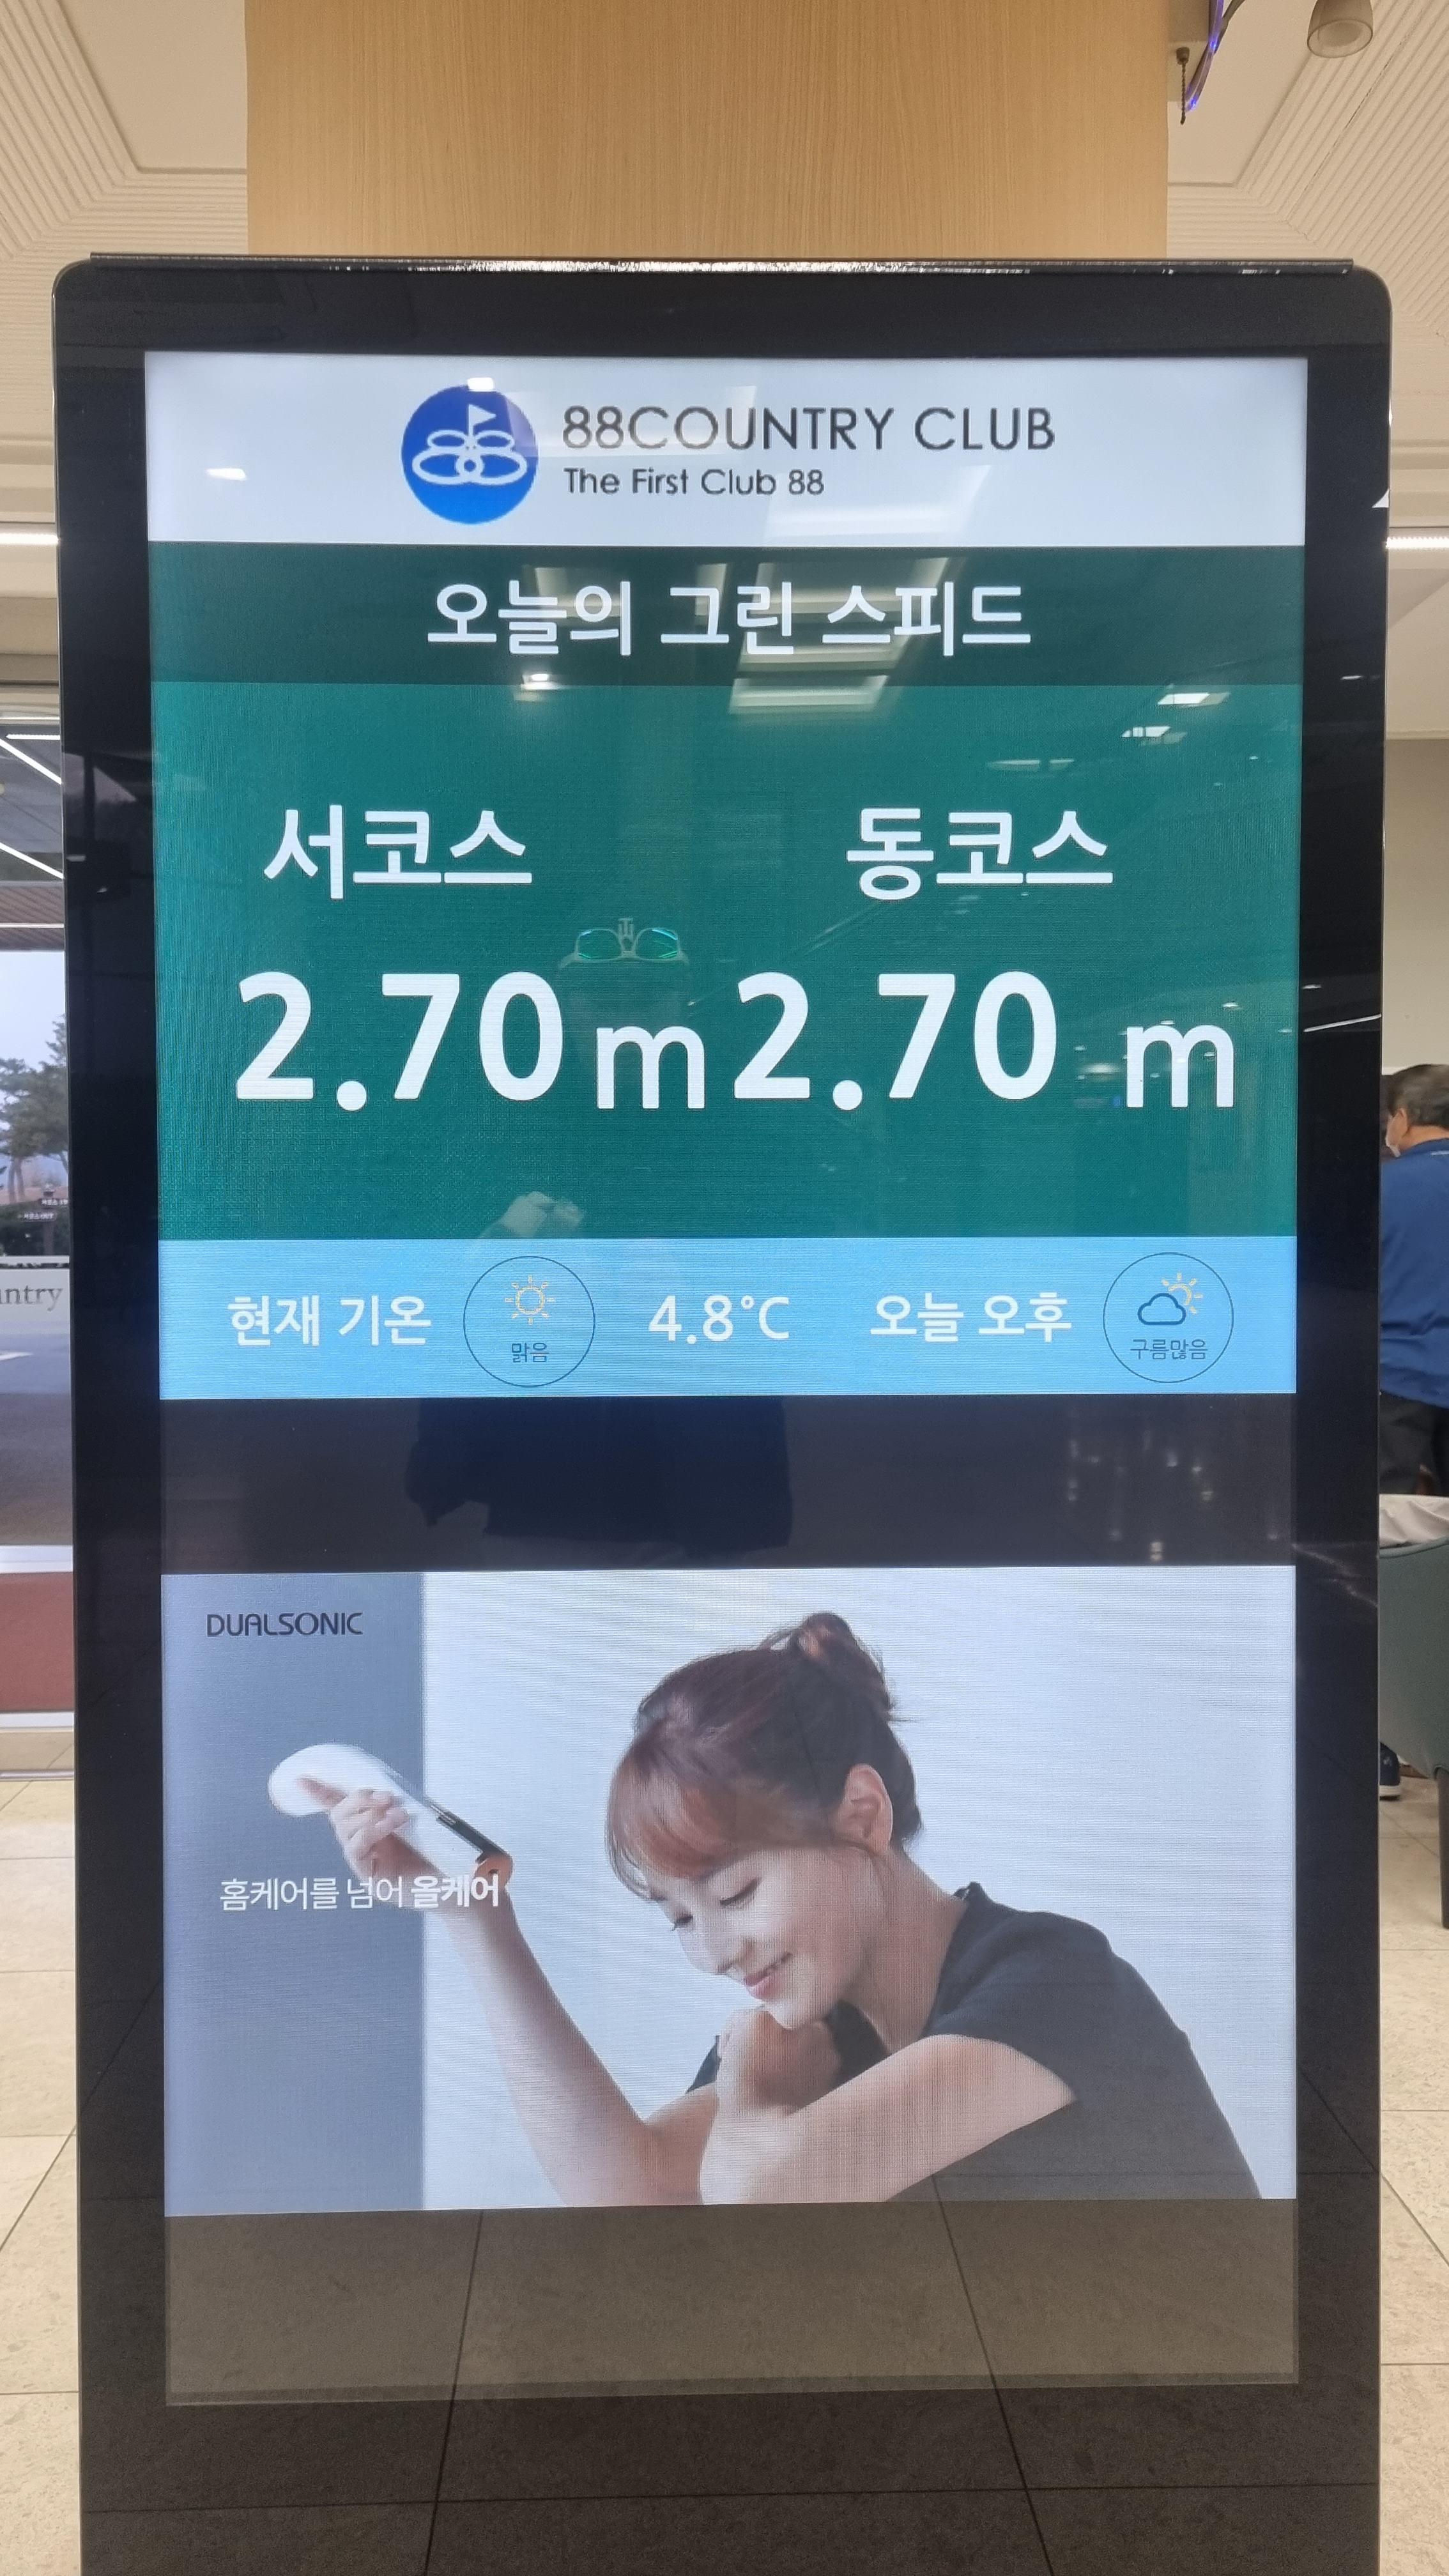 88COUNTRY CLUB
The First Club 88
오늘의 그린 스피드
서코스 동코스
2.70 m 2.70 m
현재 기온 맑음 4.8°C 오늘 오후 구름많음
DUALSONIC
홈케어를 넘어 올케어